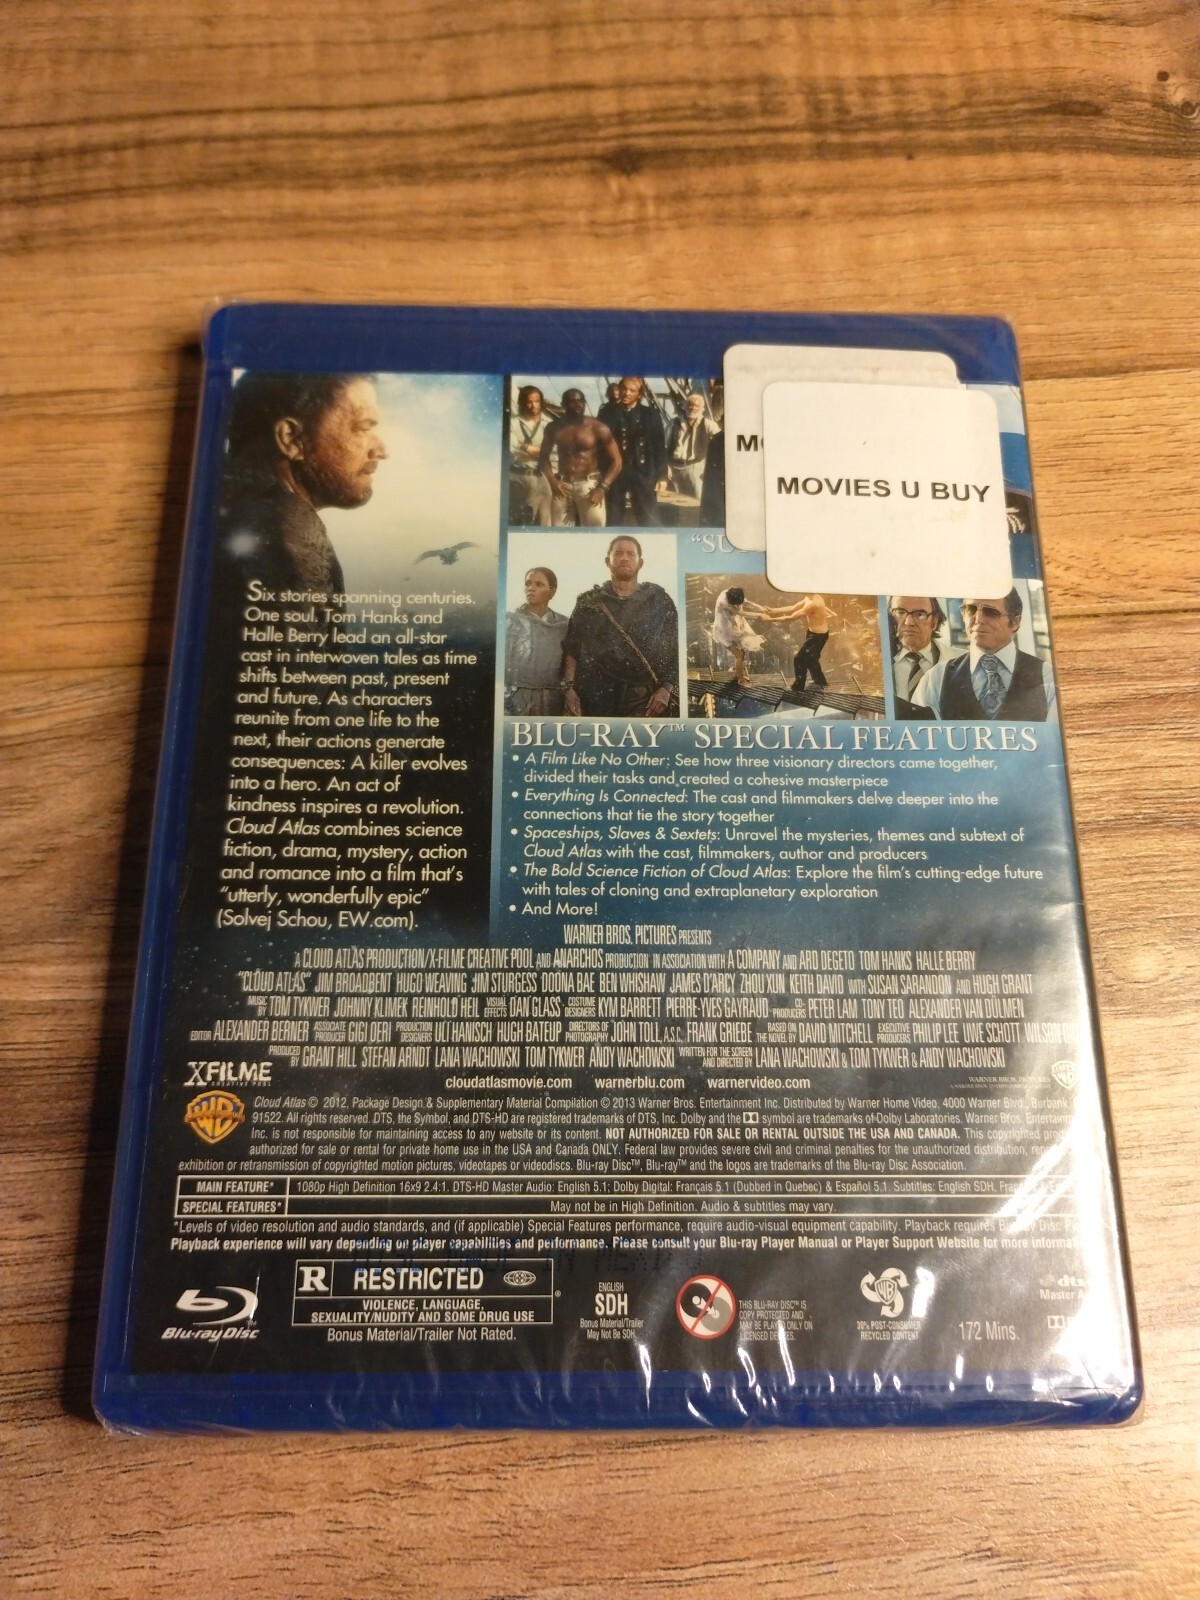 MO
MOVIES U BUY
"SU
Six stories spanning centuries.
One soul. Tom Hanks and
Halle Berry lead an all-star
cast in interwoven tales as time
shifts between past, present
and future. As characters
reunite from one life to the
next, their actions generate
consequences: A killer evolves
into a hero. An act of
kindness inspires a revolution.
Cloud Atlas combines science
fiction, drama, mystery, action
and romance into a film that's
"utterly, wonderfully epic"
(Solvej Schou, EW.com).
BLU-RAY™ SPECIAL FEATURES
• A Film Like No Other: See how three visionary directors came together,
divided their tasks and created a cohesive masterpiece
• Everything Is Connected: The cast and filmmakers delve deeper into the
connections that tie the story together
• Spaceships, Slaves & Sextets: Unravel the mysteries, themes and subtext of
Cloud Atlas with the cast, filmmakers, author and producers
• The Bold Science Fiction of Cloud Atlas: Explore the film's cutting-edge future
with tales of cloning and extraplanetary exploration
• And More!
WARNER BROS. PICTURES PRESENTS
A CLOUD ATLAS PRODUCTION/X-FILME CREATIVE POOL AND ANARCHOS PRODUCTION IN ASSOCIATION WITH A COMPANY AND ARD DEGETO TOM HANKS HALLE BERRY
"CLOUD ATLAS" JIM BROADBENT HUGO WEAVING JIM STURGESS DOONA BAE BEN WHISHAW JAMES D'ARCY ZHOU XUN KEITH DAVID WITH SUSAN SARANDON AND HUGH GRANT
MUSIC BY TOM TYKWER JOHNNY KLIMEK REINHOLD HEIL VISUAL EFFECTS DAN GLASS COSTUME DESIGNERS KYM BARRETT PIERRE-YVES GAYRAUD CO-PRODUCERS PETER LAM TONY TEO ALEXANDER VAN DÜLMEN
EDITOR ALEXANDER BERNER ASSOCIATE PRODUCER GIGI OERI PRODUCTION DESIGNERS ULI HANISCH HUGH BATEUP DIRECTORS OF PHOTOGRAPHY JOHN TOLL, A.S.C. FRANK GRIEBE BASED ON THE NOVEL BY DAVID MITCHELL EXECUTIVE PRODUCERS PHILIP LEE UWE SCHOTT WILSON
PRODUCED BY GRANT HILL STEFAN ARNDT LANA WACHOWSKI TOM TYKWER ANDY WACHOWSKI WRITTEN FOR THE SCREEN AND DIRECTED BY LANA WACHOWSKI & TOM TYKWER & ANDY WACHOWSKI
XFILME
CREATIVE POOL
cloudatlasmovie.com warnerblu.com warnervideo.com
WARNER BROS. PICTURES
WB
Cloud Atlas © 2012, Package Design & Supplementary Material Compilation © 2013 Warner Bros. Entertainment Inc. Distributed by Warner Home Video, 4000 Warner Blvd., Burbank,
91522. All rights reserved. DTS, the Symbol, and DTS-HD are registered trademarks of DTS, Inc. Dolby and the symbol are trademarks of Dolby Laboratories. Warner Bros.
Inc. is not responsible for maintaining access to any website or its content. NOT AUTHORIZED FOR SALE OR RENTAL OUTSIDE THE USA AND CANADA. This copyrighted
authorized for sale or rental for private home use in the USA and Canada ONLY. Federal law provides severe civil and criminal penalties for the unauthorized distribution,
exhibition or retransmission of copyrighted motion pictures, videotapes or videodiscs. Blu-ray Disc™, Blu-ray™ and the logos are trademarks of the Blu-ray Disc Association.
MAIN FEATURE* 1080p High Definition 16x9 2.4:1. DTS-HD Master Audio: English 5.1; Dolby Digital: Français 5.1 (Dubbed in Quebec) & Español 5.1. Subtitles: English SDH,
SPECIAL FEATURES* May not be in High Definition. Audio & subtitles may vary.
*Levels of video resolution and audio standards, and (if applicable) Special Features performance, require audio-visual equipment capability. Playback requires
Playback experience will vary depending on player capabilities and performance. Please consult your Blu-ray Player Manual or Player Support Website for more
Blu-ray Disc
R RESTRICTED
VIOLENCE, LANGUAGE,
SEXUALITY/NUDITY AND SOME DRUG USE
Bonus Material/Trailer Not Rated.
ENGLISH
SDH
Bonus Material/Trailer
May Not Be SDH.
THIS BLU-RAY DISC™ IS
COPY PROTECTED AND
MAY BE PLAYED ONLY ON
LICENSED DEVICES.
30% POST-CONSUMER
RECYCLED CONTENT
172 Mins.
dts
Master